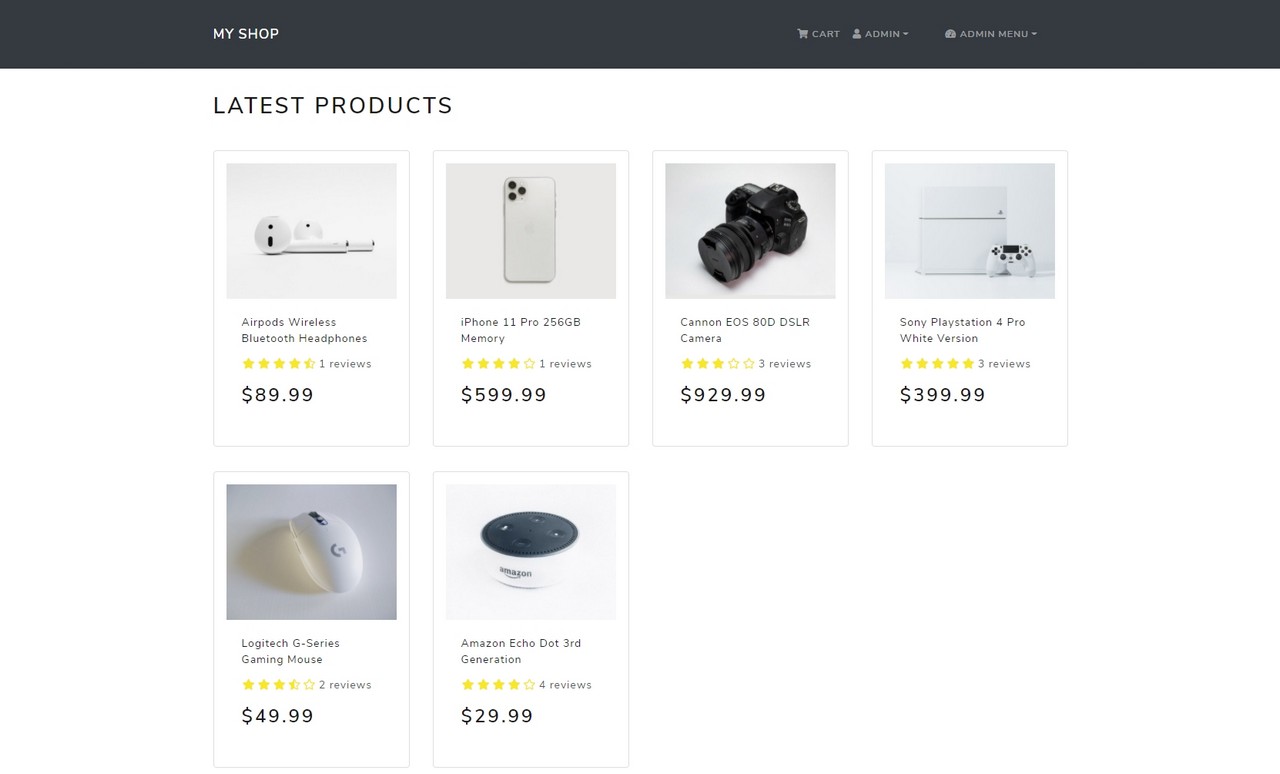 MY SHOP
CART
ADMIN
ADMIN MENU
LATEST PRODUCTS
Airpods Wireless
Bluetooth Headphones
1 reviews
$89.99
iPhone 11 Pro 256GB
Memory
1 reviews
$599.99
Cannon EOS 80D DSLR
Camera
3 reviews
$929.99
Sony Playstation 4 Pro
White Version
3 reviews
$399.99
amazon
Logitech G-Series
Gaming Mouse
2 reviews
$49.99
Amazon Echo Dot 3rd
Generation
4 reviews
$29.99